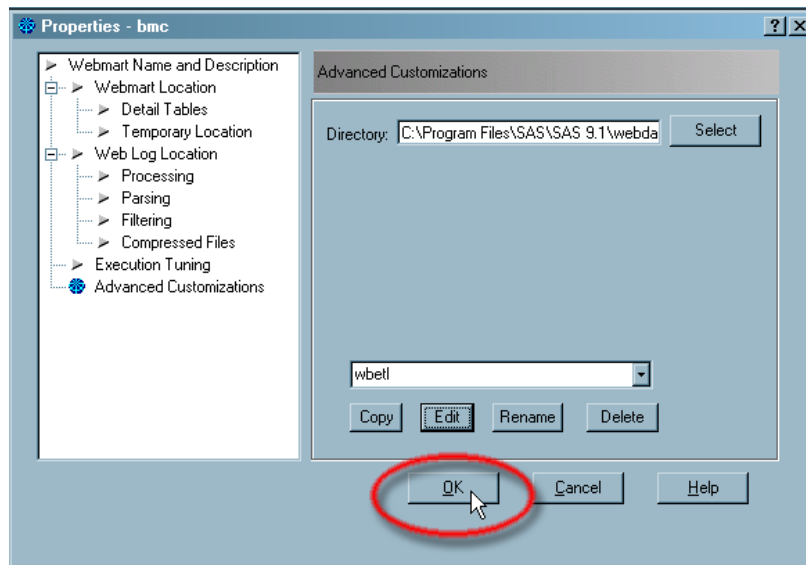 Properties - bmc
Webmart Name and Description
Webmart Location
Detail Tables
Temporary Location
Web Log Location
Processing
Parsing
Filtering
Compressed Files
Execution Tuning
Advanced Customizations
Advanced Customizations
Directory: C:\Program Files\SAS\SAS 9.1\webda Select
wbetl
Copy Edit Rename Delete
OK Cancel Help